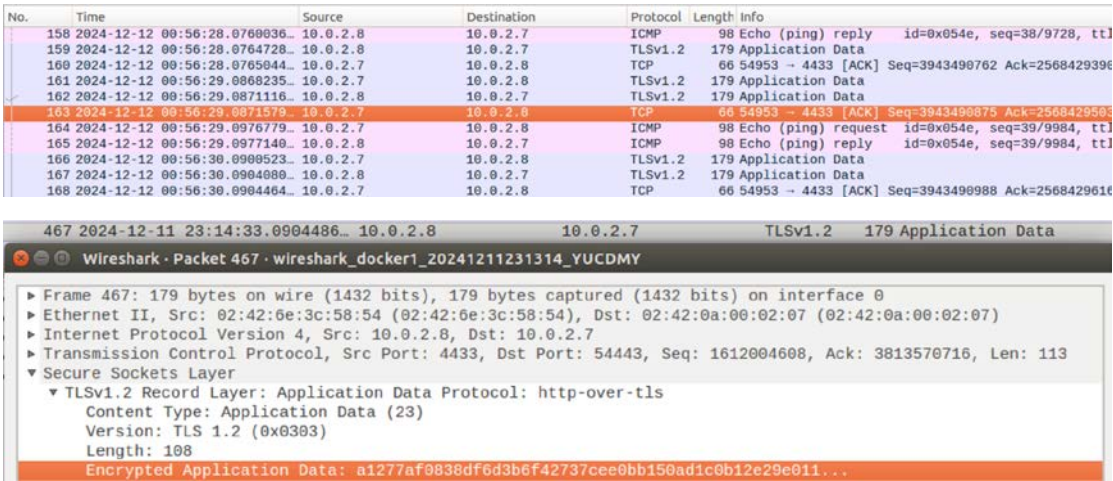 No. Time Source Destination Protocol Length Info
158 2024-12-12 00:56:28.0760036… 10.0.2.8 10.0.2.7 ICMP 98 Echo (ping) reply id=0x054e, seq=38/9728, ttl
159 2024-12-12 00:56:28.0764728… 10.0.2.8 10.0.2.7 TLSv1.2 179 Application Data
160 2024-12-12 00:56:28.0765044… 10.0.2.7 10.0.2.8 TCP 66 54953 → 4433 [ACK] Seq=3943490762 Ack=2568429390
161 2024-12-12 00:56:29.0868235… 10.0.2.7 10.0.2.8 TLSv1.2 179 Application Data
162 2024-12-12 00:56:29.0871116… 10.0.2.8 10.0.2.7 TLSv1.2 179 Application Data
163 2024-12-12 00:56:29.0871579… 10.0.2.7 10.0.2.8 TCP 66 54953 → 4433 [ACK] Seq=3943490875 Ack=2568429503
164 2024-12-12 00:56:29.0976779… 10.0.2.7 10.0.2.8 ICMP 98 Echo (ping) request id=0x054e, seq=39/9984, ttl
165 2024-12-12 00:56:29.0977140… 10.0.2.8 10.0.2.7 ICMP 98 Echo (ping) reply id=0x054e, seq=39/9984, ttl
166 2024-12-12 00:56:30.0900523… 10.0.2.7 10.0.2.8 TLSv1.2 179 Application Data
167 2024-12-12 00:56:30.0904080… 10.0.2.8 10.0.2.7 TLSv1.2 179 Application Data
168 2024-12-12 00:56:30.0904464… 10.0.2.7 10.0.2.8 TCP 66 54953 → 4433 [ACK] Seq=3943490988 Ack=2568429616
467 2024-12-11 23:14:33.0904486… 10.0.2.8 10.0.2.7 TLSv1.2 179 Application Data
Wireshark · Packet 467 · wireshark_docker1_20241211231314_YUCDMY
Frame 467: 179 bytes on wire (1432 bits), 179 bytes captured (1432 bits) on interface 0
Ethernet II, Src: 02:42:6e:3c:58:54 (02:42:6e:3c:58:54), Dst: 02:42:0a:00:02:07 (02:42:0a:00:02:07)
Internet Protocol Version 4, Src: 10.0.2.8, Dst: 10.0.2.7
Transmission Control Protocol, Src Port: 4433, Dst Port: 54443, Seq: 1612004608, Ack: 3813570716, Len: 113
Secure Sockets Layer
TLSv1.2 Record Layer: Application Data Protocol: http-over-tls
Content Type: Application Data (23)
Version: TLS 1.2 (0x0303)
Length: 108
Encrypted Application Data: a1277af0838df6d3b6f42737cee0bb150ad1c0b12e29e011...